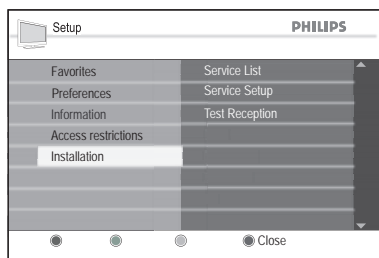 Setup
PHILIPS
Favorites
Preferences
Information
Access restrictions
Installation
Service List
Service Setup
Test Reception
Close